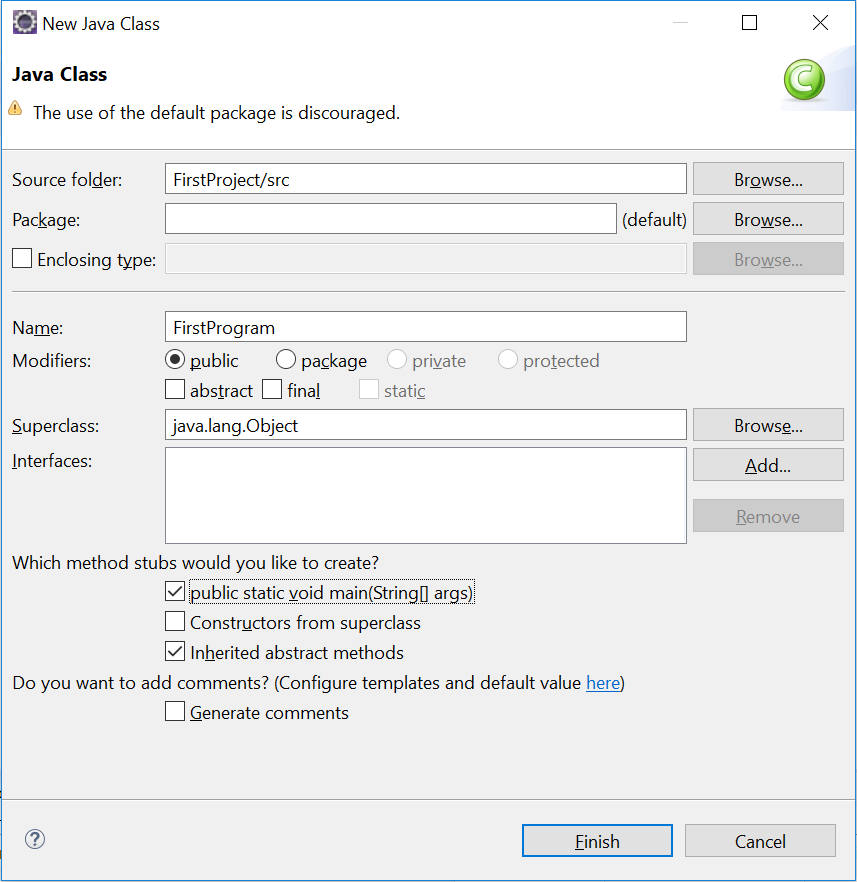 New Java Class
Java Class
The use of the default package is discouraged.
Source folder: FirstProject/src Browse...
Package: (default) Browse...
Enclosing type: Browse...
Name: FirstProgram
Modifiers: public package private protected
abstract final static
Superclass: java.lang.Object Browse...
Interfaces: Add...
Remove
Which method stubs would you like to create?
public static void main(String[] args)
Constructors from superclass
Inherited abstract methods
Do you want to add comments? (Configure templates and default value here)
Generate comments
Finish Cancel